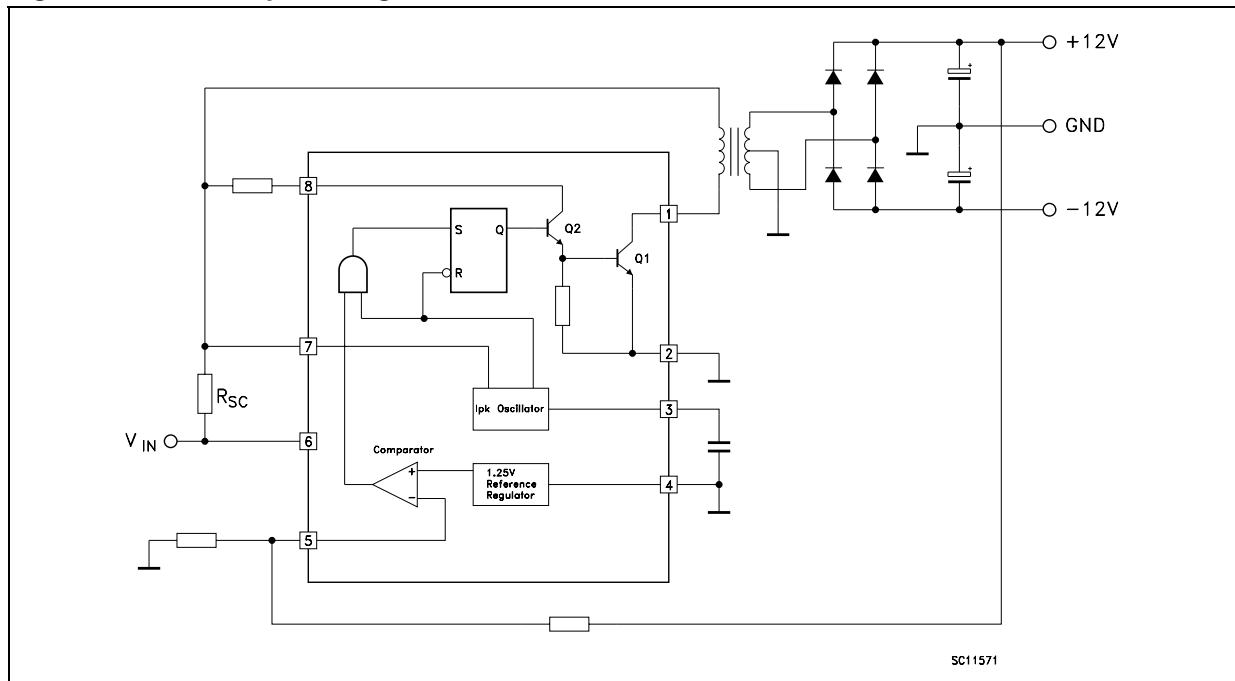 +12V
GND
-12V
8
1
S
Q
Q2
R
Q1
7
2
RSC
Ipk Oscillator
3
VIN
6
Comparator
+
-
1.25V
Reference
Regulator
4
5
+
+
SC11571